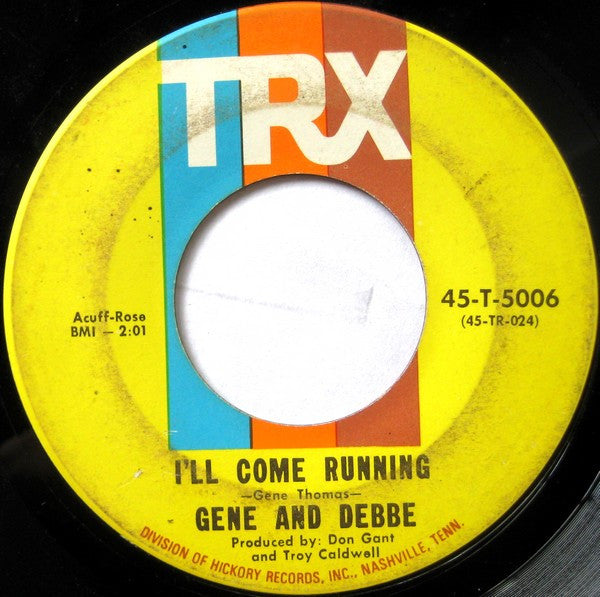 TRX
Acuff-Rose
BMI — 2:01
45-T-5006
(45-TR-024)
I'LL COME RUNNING
—Gene Thomas—
GENE AND DEBBE
Produced by: Don Gant
and Troy Caldwell
DIVISION OF HICKORY RECORDS, INC., NASHVILLE, TENN.